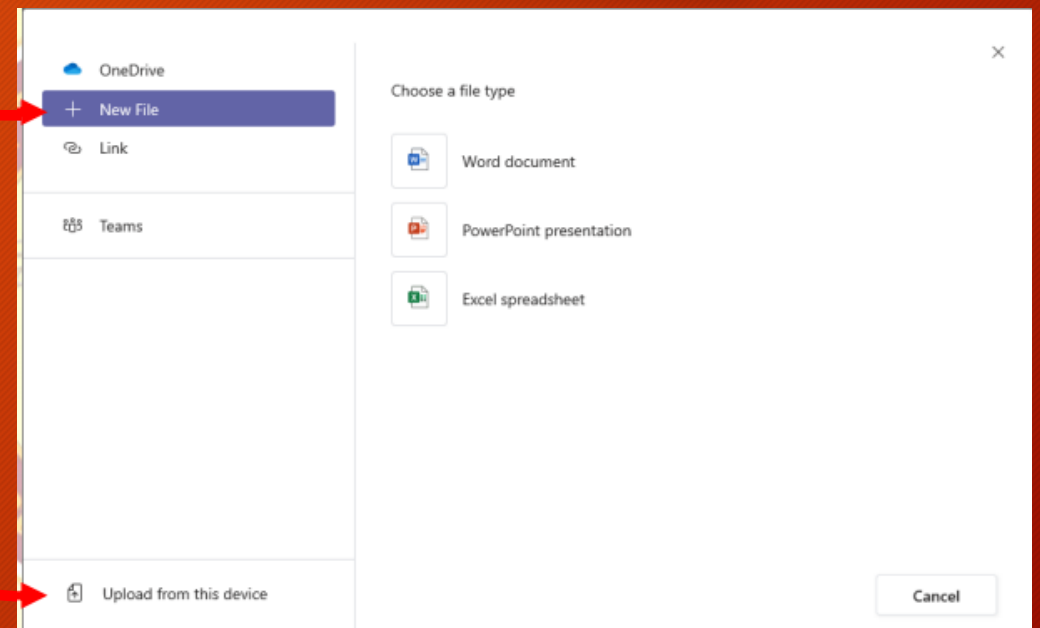 OneDrive
New File
Link
Teams
Upload from this device
Choose a file type
Word document
PowerPoint presentation
Excel spreadsheet
Cancel